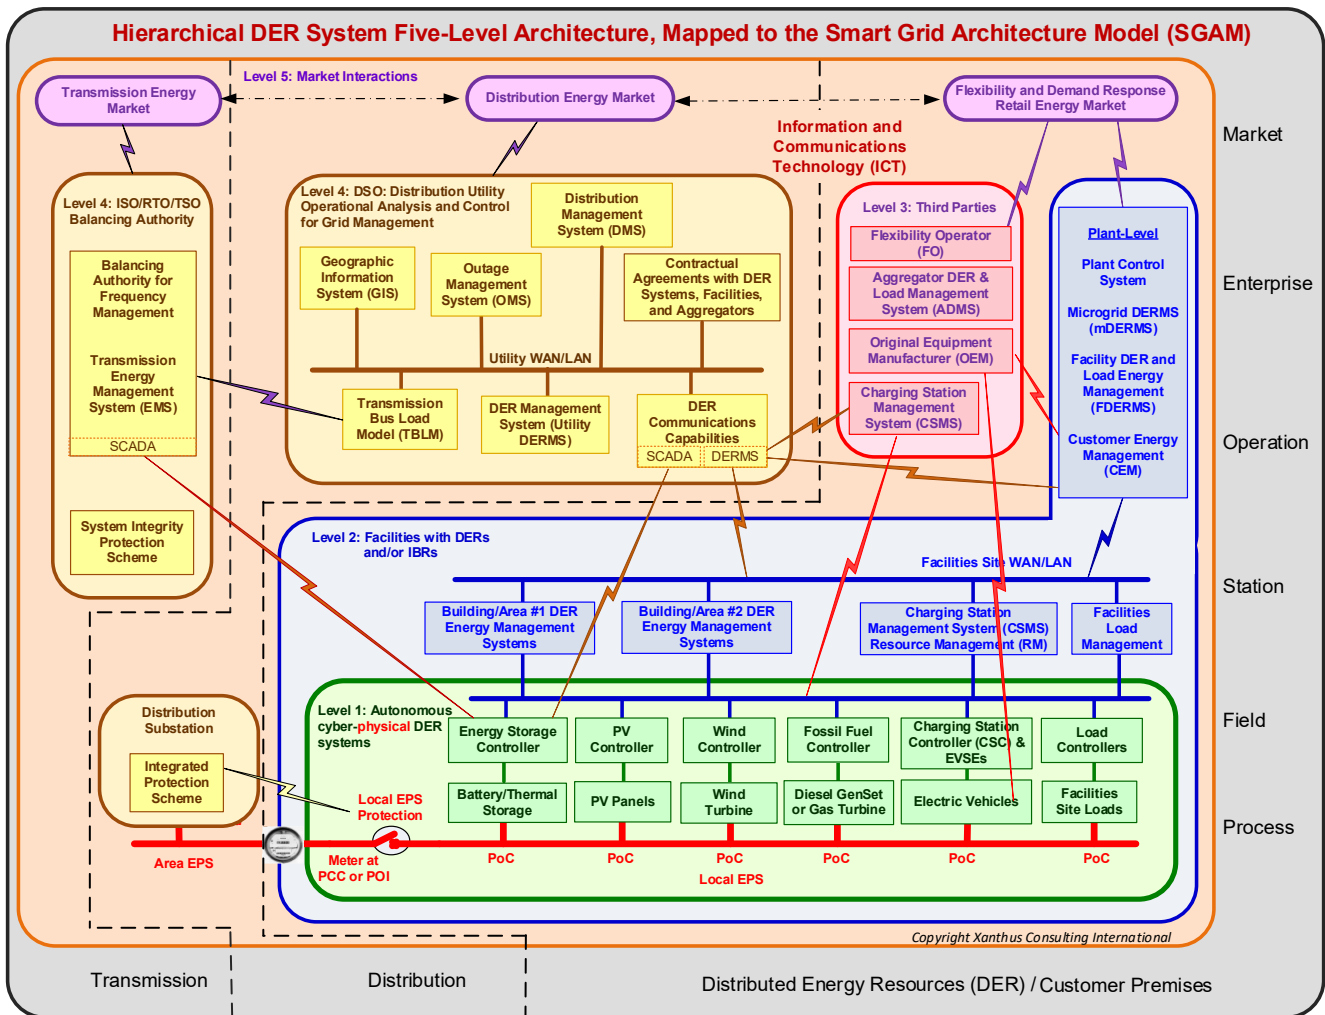 Hierarchical DER System Five-Level Architecture, Mapped to the Smart Grid Architecture Model (SGAM)
Level 5: Market Interactions
Transmission Energy
Market
Distribution Energy Market
Flexibility and Demand Response
Retail Energy Market
Information and
Communications
Technology (ICT)
Market
Enterprise
Operation
Station
Field
Process
Level 4: ISO/RTO/TSO
Balancing Authority
Balancing
Authority for
Frequency
Management
Transmission
Energy
Management
System (EMS)
SCADA
System Integrity
Protection
Scheme
Level 4: DSO: Distribution Utility
Operational Analysis and Control
for Grid Management
Distribution
Management
System (DMS)
Geographic
Information
System (GIS)
Outage
Management
System (OMS)
Contractual
Agreements with DER
Systems, Facilities,
and Aggregators
Utility WAN/LAN
Transmission
Bus Load
Model (TBLM)
DER Management
System (Utility
DERMS)
DER
Communications
Capabilities
SCADA
DERMS
Level 3: Third Parties
Flexibility Operator
(FO)
Aggregator DER &
Load Management
System (ADMS)
Original Equipment
Manufacturer (OEM)
Charging Station
Management
System (CSMS)
Plant-Level
Plant Control
System
Microgrid DERMS
(mDERMS)
Facility DER and
Load Energy
Management
(FDERMS)
Customer Energy
Management
(CEM)
Level 2: Facilities with DERs
and/or IBRs
Facilities Site WAN/LAN
Building/Area #1 DER
Energy Management
Systems
Building/Area #2 DER
Energy Management
Systems
Charging Station
Management System (CSMS)
Resource Management (RM)
Facilities
Load
Management
Level 1: Autonomous
cyber-physical DER
systems
Energy Storage
Controller
PV
Controller
Wind
Controller
Fossil Fuel
Controller
Charging Station
Controller (CSC) &
EVSEs
Load
Controllers
Battery/Thermal
Storage
PV Panels
Wind
Turbine
Diesel GenSet
or Gas Turbine
Electric Vehicles
Facilities
Site Loads
Distribution
Substation
Integrated
Protection
Scheme
Local EPS
Protection
Area EPS
Meter at
PCC or POI
PoC
PoC
PoC
PoC
PoC
PoC
Local EPS
Copyright Xanthus Consulting International
Transmission
Distribution
Distributed Energy Resources (DER) / Customer Premises